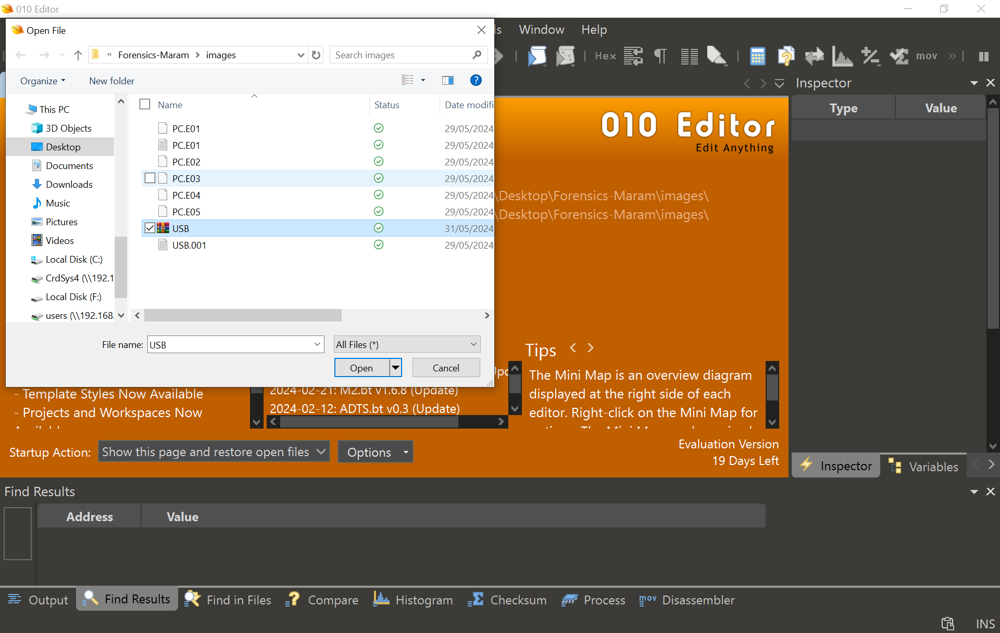 010 Editor
Open File
ls Window Help
« Forensics-Maram > images
Search images
Hex
mov
Organize
New folder
Inspector
Name
Status
Date modifi
Type
Value
This PC
3D Objects
Desktop
Documents
Downloads
Music
Pictures
Videos
Local Disk (C:)
CrdSys4 (\\192.1
Local Disk (F:)
users (\\192.168.
PC.E01 29/05/2024
PC.E01 29/05/2024
PC.E02 29/05/2024
PC.E03 29/05/2024
PC.E04 29/05/2024
PC.E05 29/05/2024
USB 31/05/2024
USB.001 29/05/2024
010 Editor
Edit Anything
\Desktop\Forensics-Maram\images\
\Desktop\Forensics-Maram\images\
File name: USB
All Files (*)
Open
Cancel
Tips < >
The Mini Map is an overview diagram
displayed at the right side of each
editor. Right-click on the Mini Map for
- Template Styles Now Available
- Projects and Workspaces Now
2024-02-21: M2.bt v1.6.8 (Update)
2024-02-12: ADTS.bt v0.3 (Update)
Startup Action: Show this page and restore open files
Options
Evaluation Version
19 Days Left
Inspector
Variables
Find Results
Address
Value
Output
Find Results
Find in Files
Compare
Histogram
Checksum
Process
mov Disassembler
INS